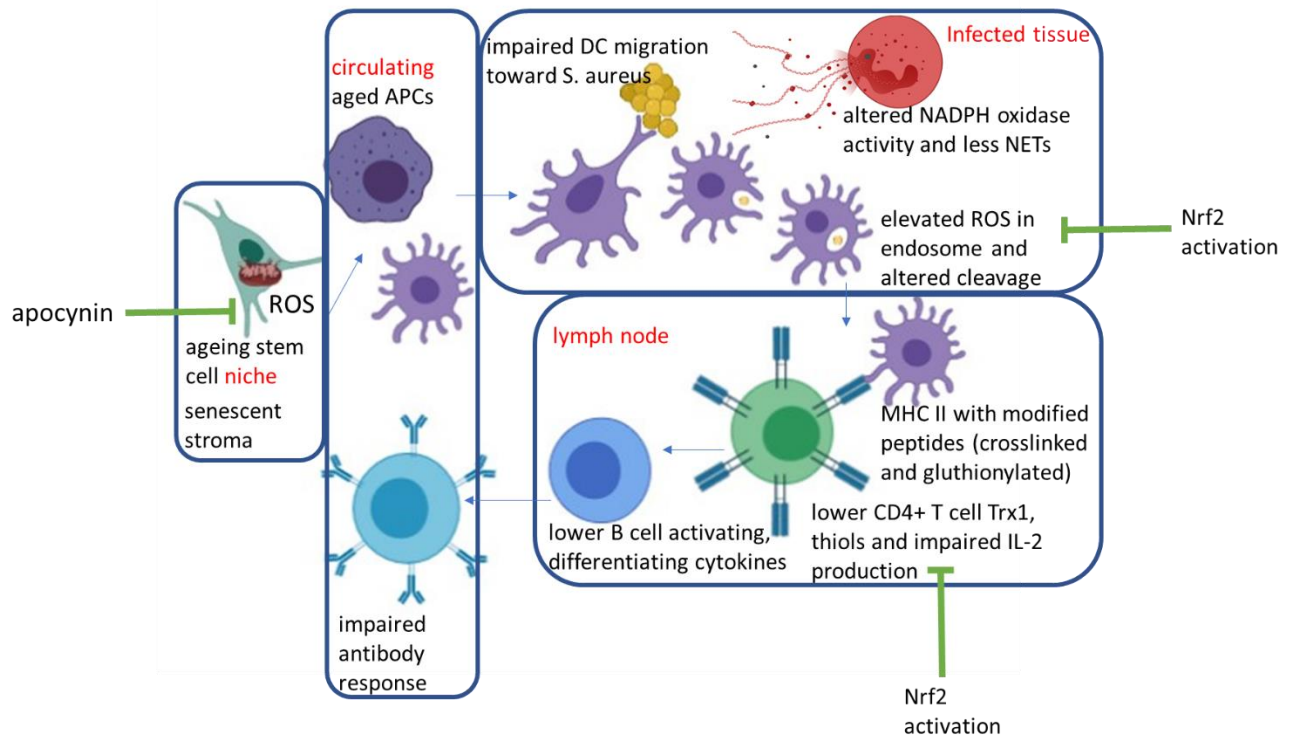 apocynin
ROS
ageing stem
cell niche
senescent
stroma
circulating
aged APCs
impaired DC migration
toward S. aureus
Infected tissue
altered NADPH oxidase
activity and less NETs
elevated ROS in
endosome and
altered cleavage
Nrf2
activation
lymph node
MHC II with modified
peptides (crosslinked
and gluthionylated)
lower CD4+ T cell Trx1,
thiols and impaired IL-2
production
Nrf2
activation
lower B cell activating,
differentiating cytokines
impaired
antibody
response